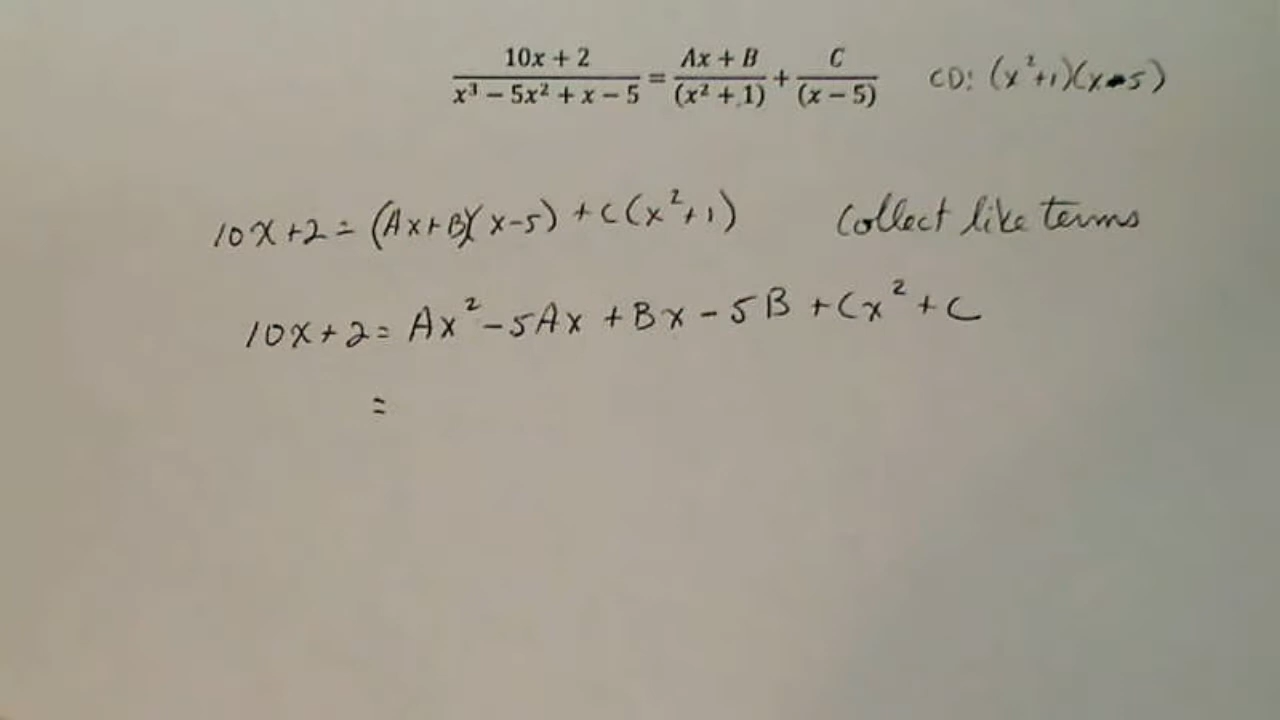 10x + 2 / x³ − 5x² + x − 5 = Ax + B / (x² + 1) + C / (x − 5) CD: (x²+1)(x-5)
10x+2 = (Ax+B)(x-5) + C(x²+1) Collect like terms
10x+2 = Ax² - 5Ax + Bx - 5B + Cx² + C
=